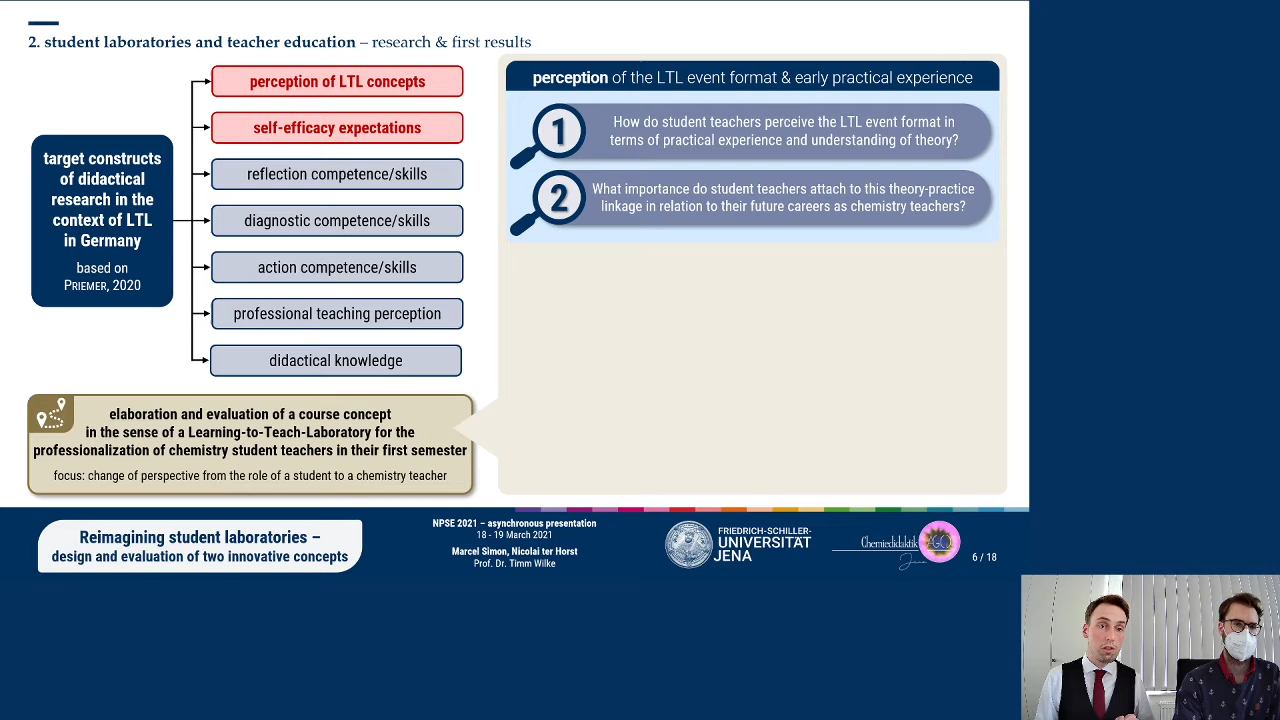 2. student laboratories and teacher education – research & first results
target constructs
of didactical
research in the
context of LTL
in Germany
based on
PRIEMER, 2020
perception of LTL concepts
self-efficacy expectations
reflection competence/skills
diagnostic competence/skills
action competence/skills
professional teaching perception
didactical knowledge
elaboration and evaluation of a course concept
in the sense of a Learning-to-Teach-Laboratory for the
professionalization of chemistry student teachers in their first semester
focus: change of perspective from the role of a student to a chemistry teacher
perception of the LTL event format & early practical experience
1
How do student teachers perceive the LTL event format in
terms of practical experience and understanding of theory?
2
What importance do student teachers attach to this theory-practice
linkage in relation to their future careers as chemistry teachers?
Reimagining student laboratories –
design and evaluation of two innovative concepts
NPSE 2021 – asynchronous presentation
18 - 19 March 2021
Marcel Simon, Nicolai ter Horst
Prof. Dr. Timm Wilke
FRIEDRICH-SCHILLER-
UNIVERSITÄT
JENA
Chemiedidaktik
Jena
6 / 18